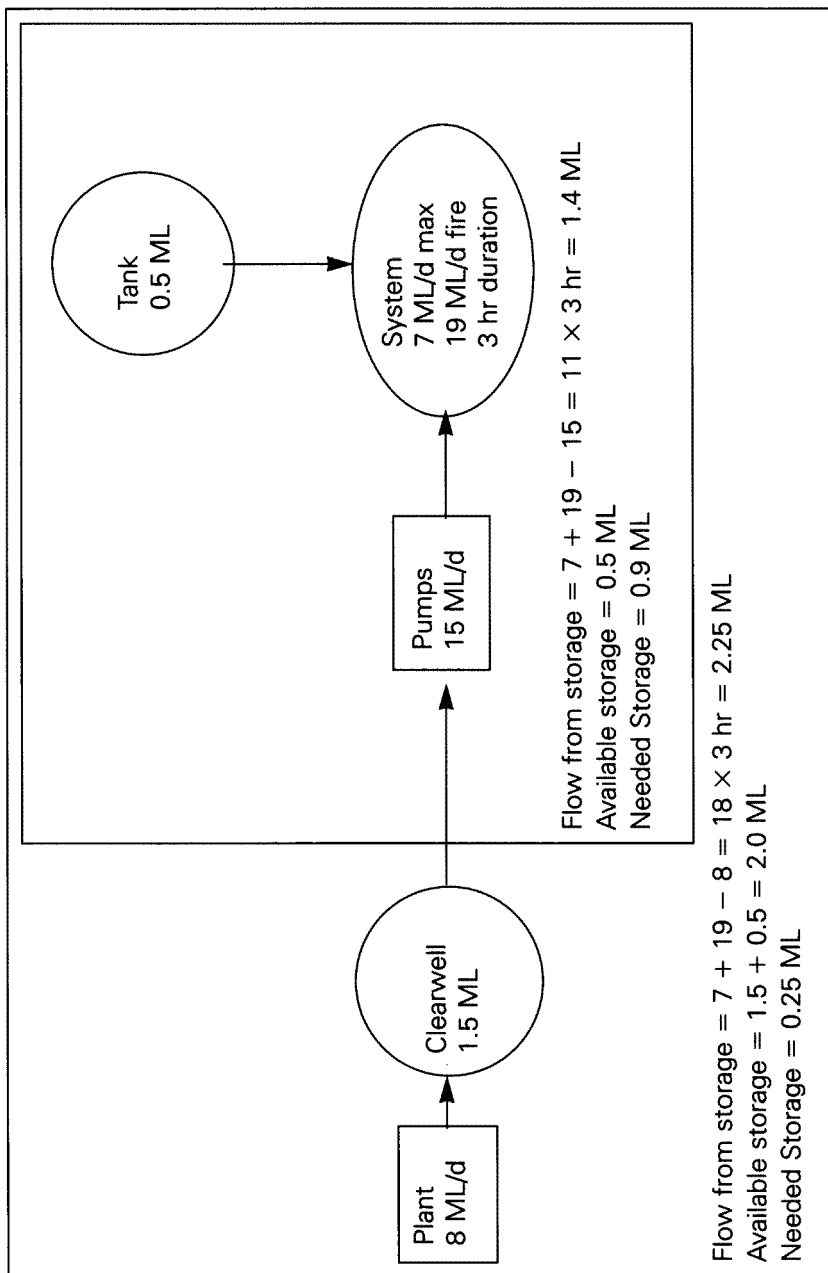 Plant
8 ML/d
Clearwell
1.5 ML
Pumps
15 ML/d
Tank
0.5 ML
System
7 ML/d max
19 ML/d fire
3 hr duration
Flow from storage = 7 + 19 − 15 = 11 × 3 hr = 1.4 ML
Available storage = 0.5 ML
Needed Storage = 0.9 ML
Flow from storage = 7 + 19 − 8 = 18 × 3 hr = 2.25 ML
Available storage = 1.5 + 0.5 = 2.0 ML
Needed Storage = 0.25 ML